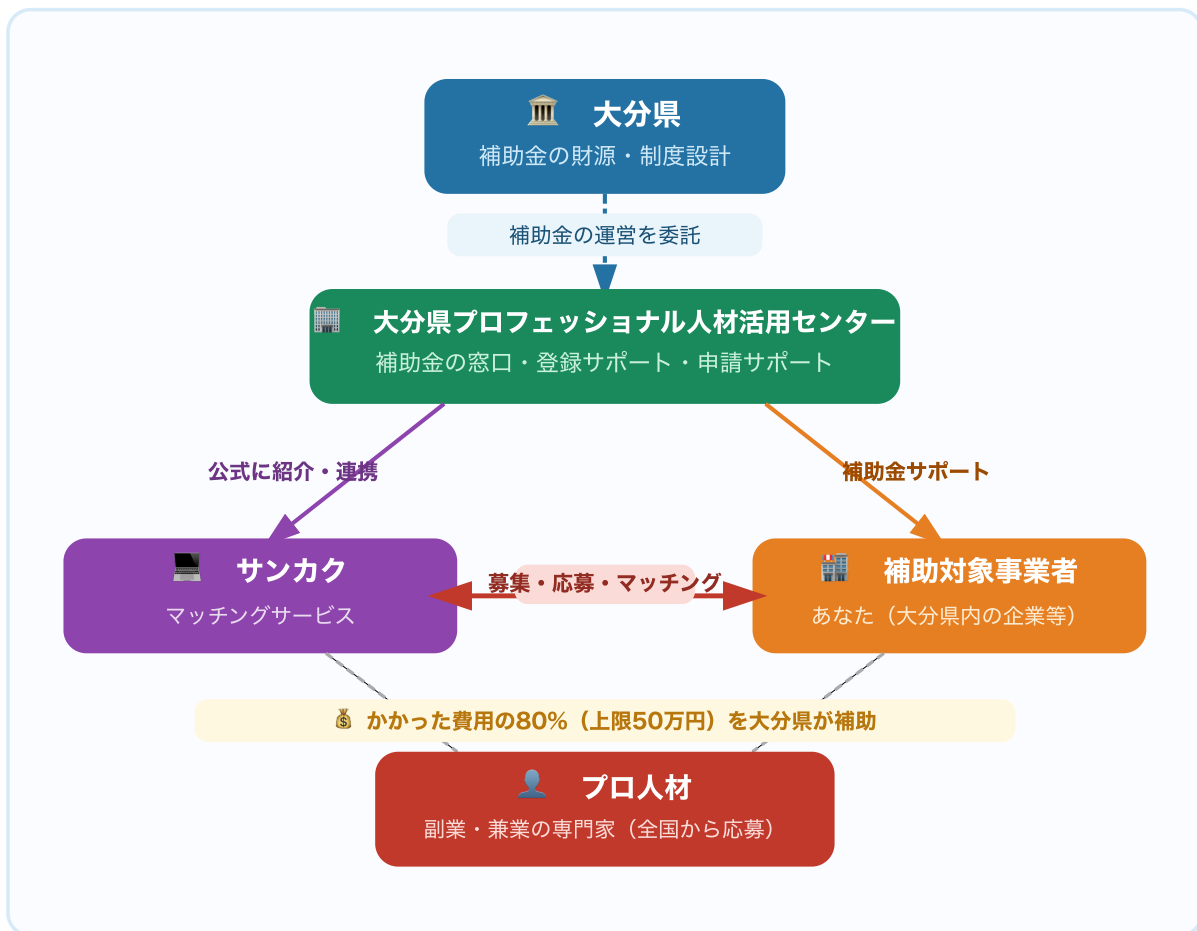 大分県
補助金の財源・制度設計
補助金の運営を委託
大分県プロフェッショナル人材活用センター
補助金の窓口・登録サポート・申請サポート
公式に紹介・連携
補助金サポート
サンカク
マッチングサービス
募集・応募・マッチング
補助対象事業者
あなた（大分県内の企業等）
かかった費用の80%（上限50万円）を大分県が補助
プロ人材
副業・兼業の専門家（全国から応募）